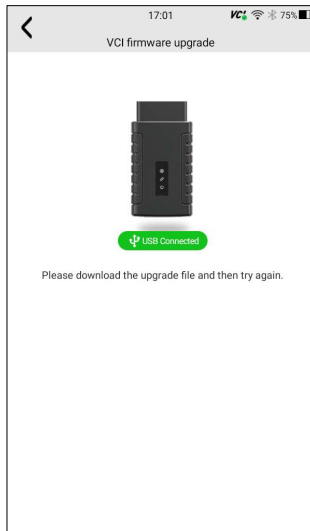 17:01
VCI
75%
VCI firmware upgrade
USB Connected
Please download the upgrade file and then try again.